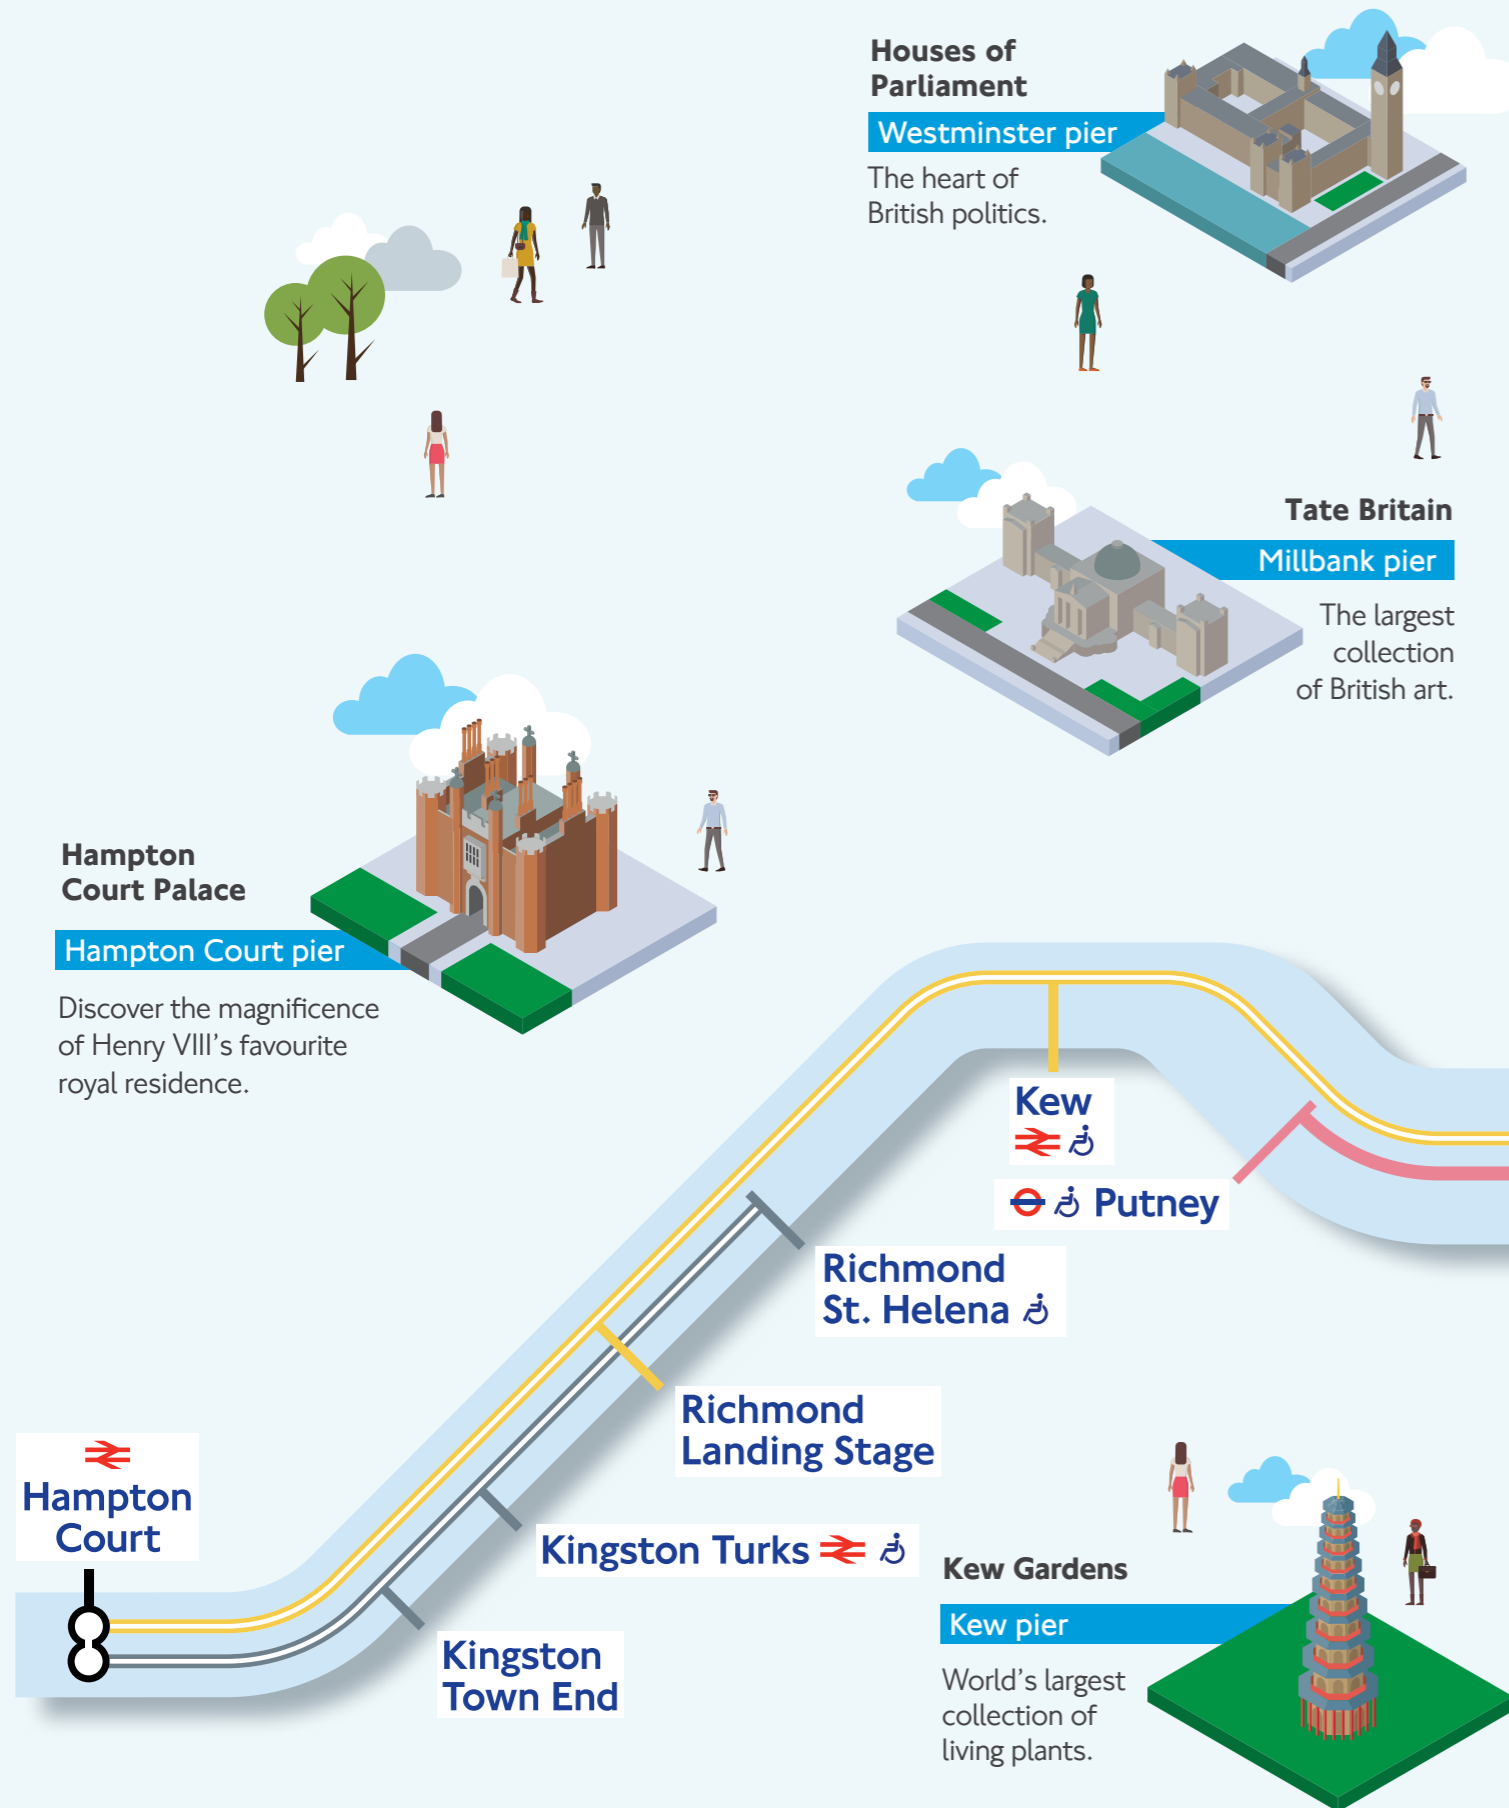 Houses of
Parliament
Westminster pier
The heart of
British politics.
Tate Britain
Millbank pier
The largest
collection
of British art.
Hampton
Court Palace
Hampton Court pier
Discover the magnificence
of Henry VIII's favourite
royal residence.
Kew
Putney
Richmond
St. Helena
Richmond
Landing Stage
Hampton
Court
Kingston Turks
Kingston
Town End
Kew Gardens
Kew pier
World's largest
collection of
living plants.